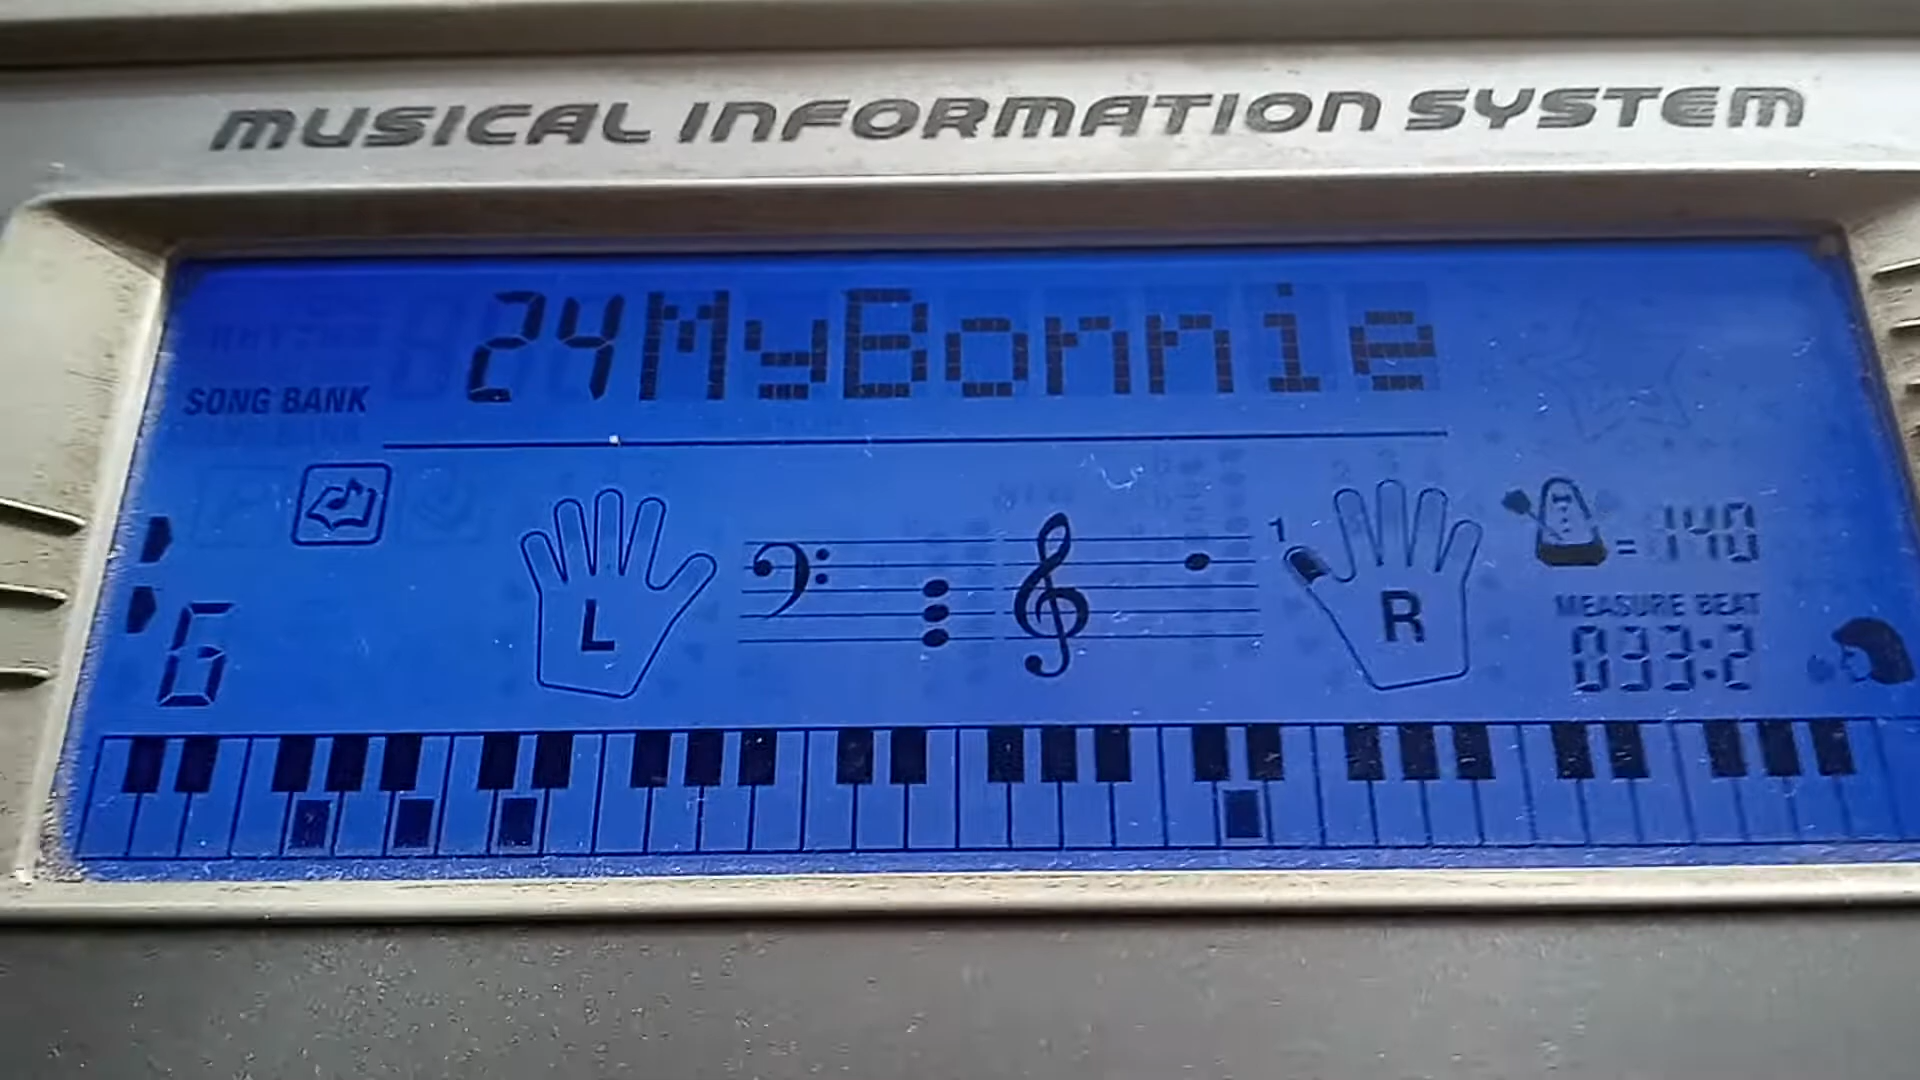 MUSICAL INFORMATION SYSTEM
24MyBonnie
SONG BANK
1
= 140
L
R
MEASURE BEAT
033:2
G